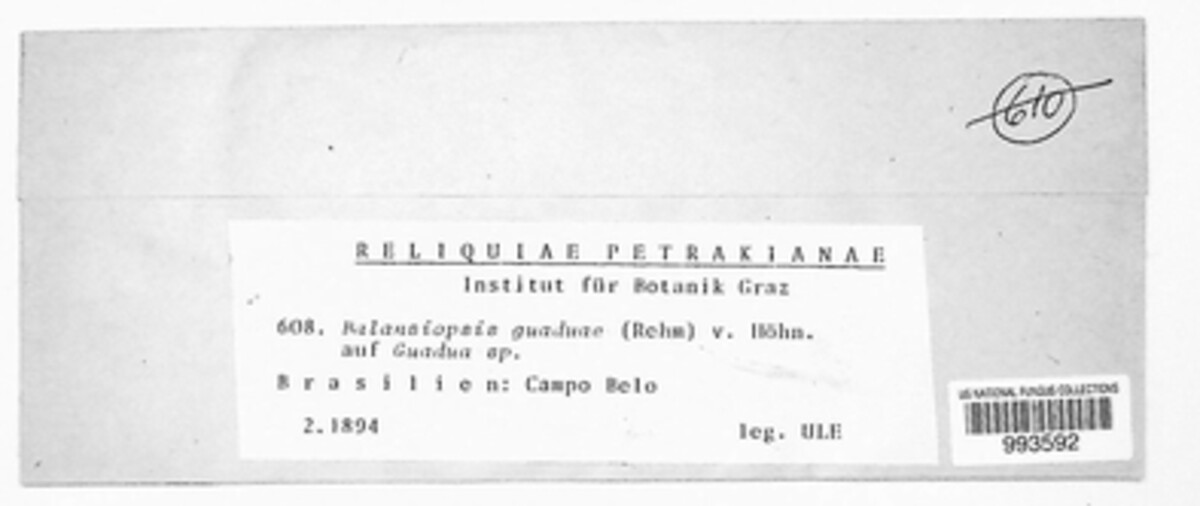 610
RELIQUIAE PETRAKIANAE
Institut für Botanik Graz
608. Balansiopsis guaduae (Rehm) v. Höhn.
auf Guadua sp.
Brasilien: Campo Belo
2.1894 leg. ULE
US NATIONAL FUNGUS COLLECTIONS
993592